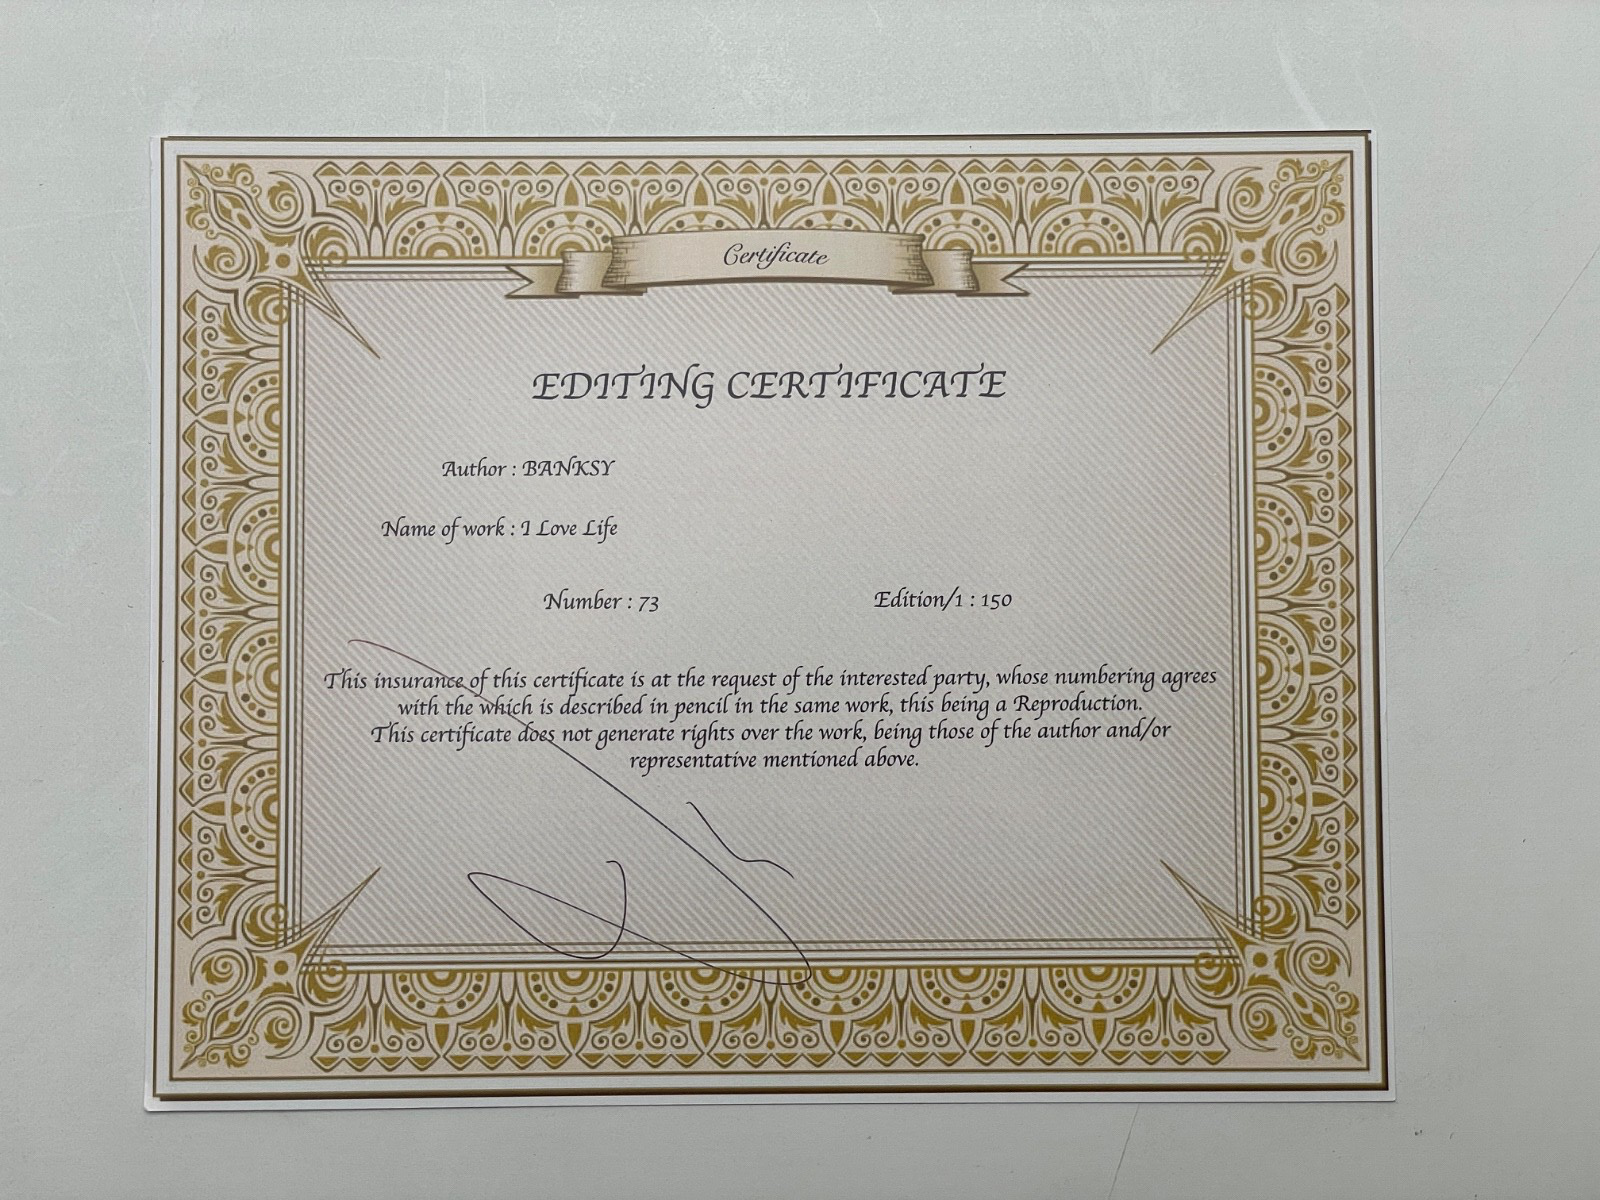 Certificate
EDITING CERTIFICATE
Author : BANKSY
Name of work : I Love Life
Number : 73 Edition/1 : 150
This insurance of this certificate is at the request of the interested party, whose numbering agrees
with the which is described in pencil in the same work, this being a Reproduction.
This certificate does not generate rights over the work, being those of the author and/or
representative mentioned above.